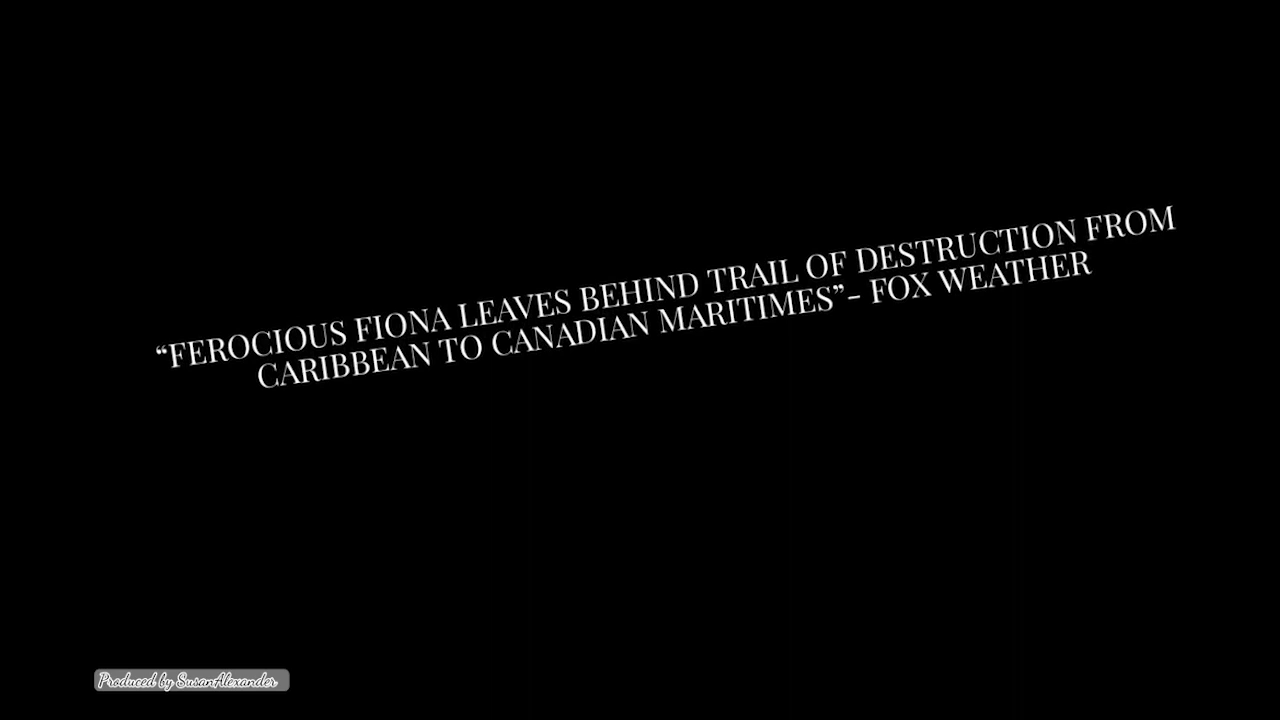 “FEROCIOUS FIONA LEAVES BEHIND TRAIL OF DESTRUCTION FROM
CARIBBEAN TO CANADIAN MARITIMES”- FOX WEATHER
Produced by SusanAlexander